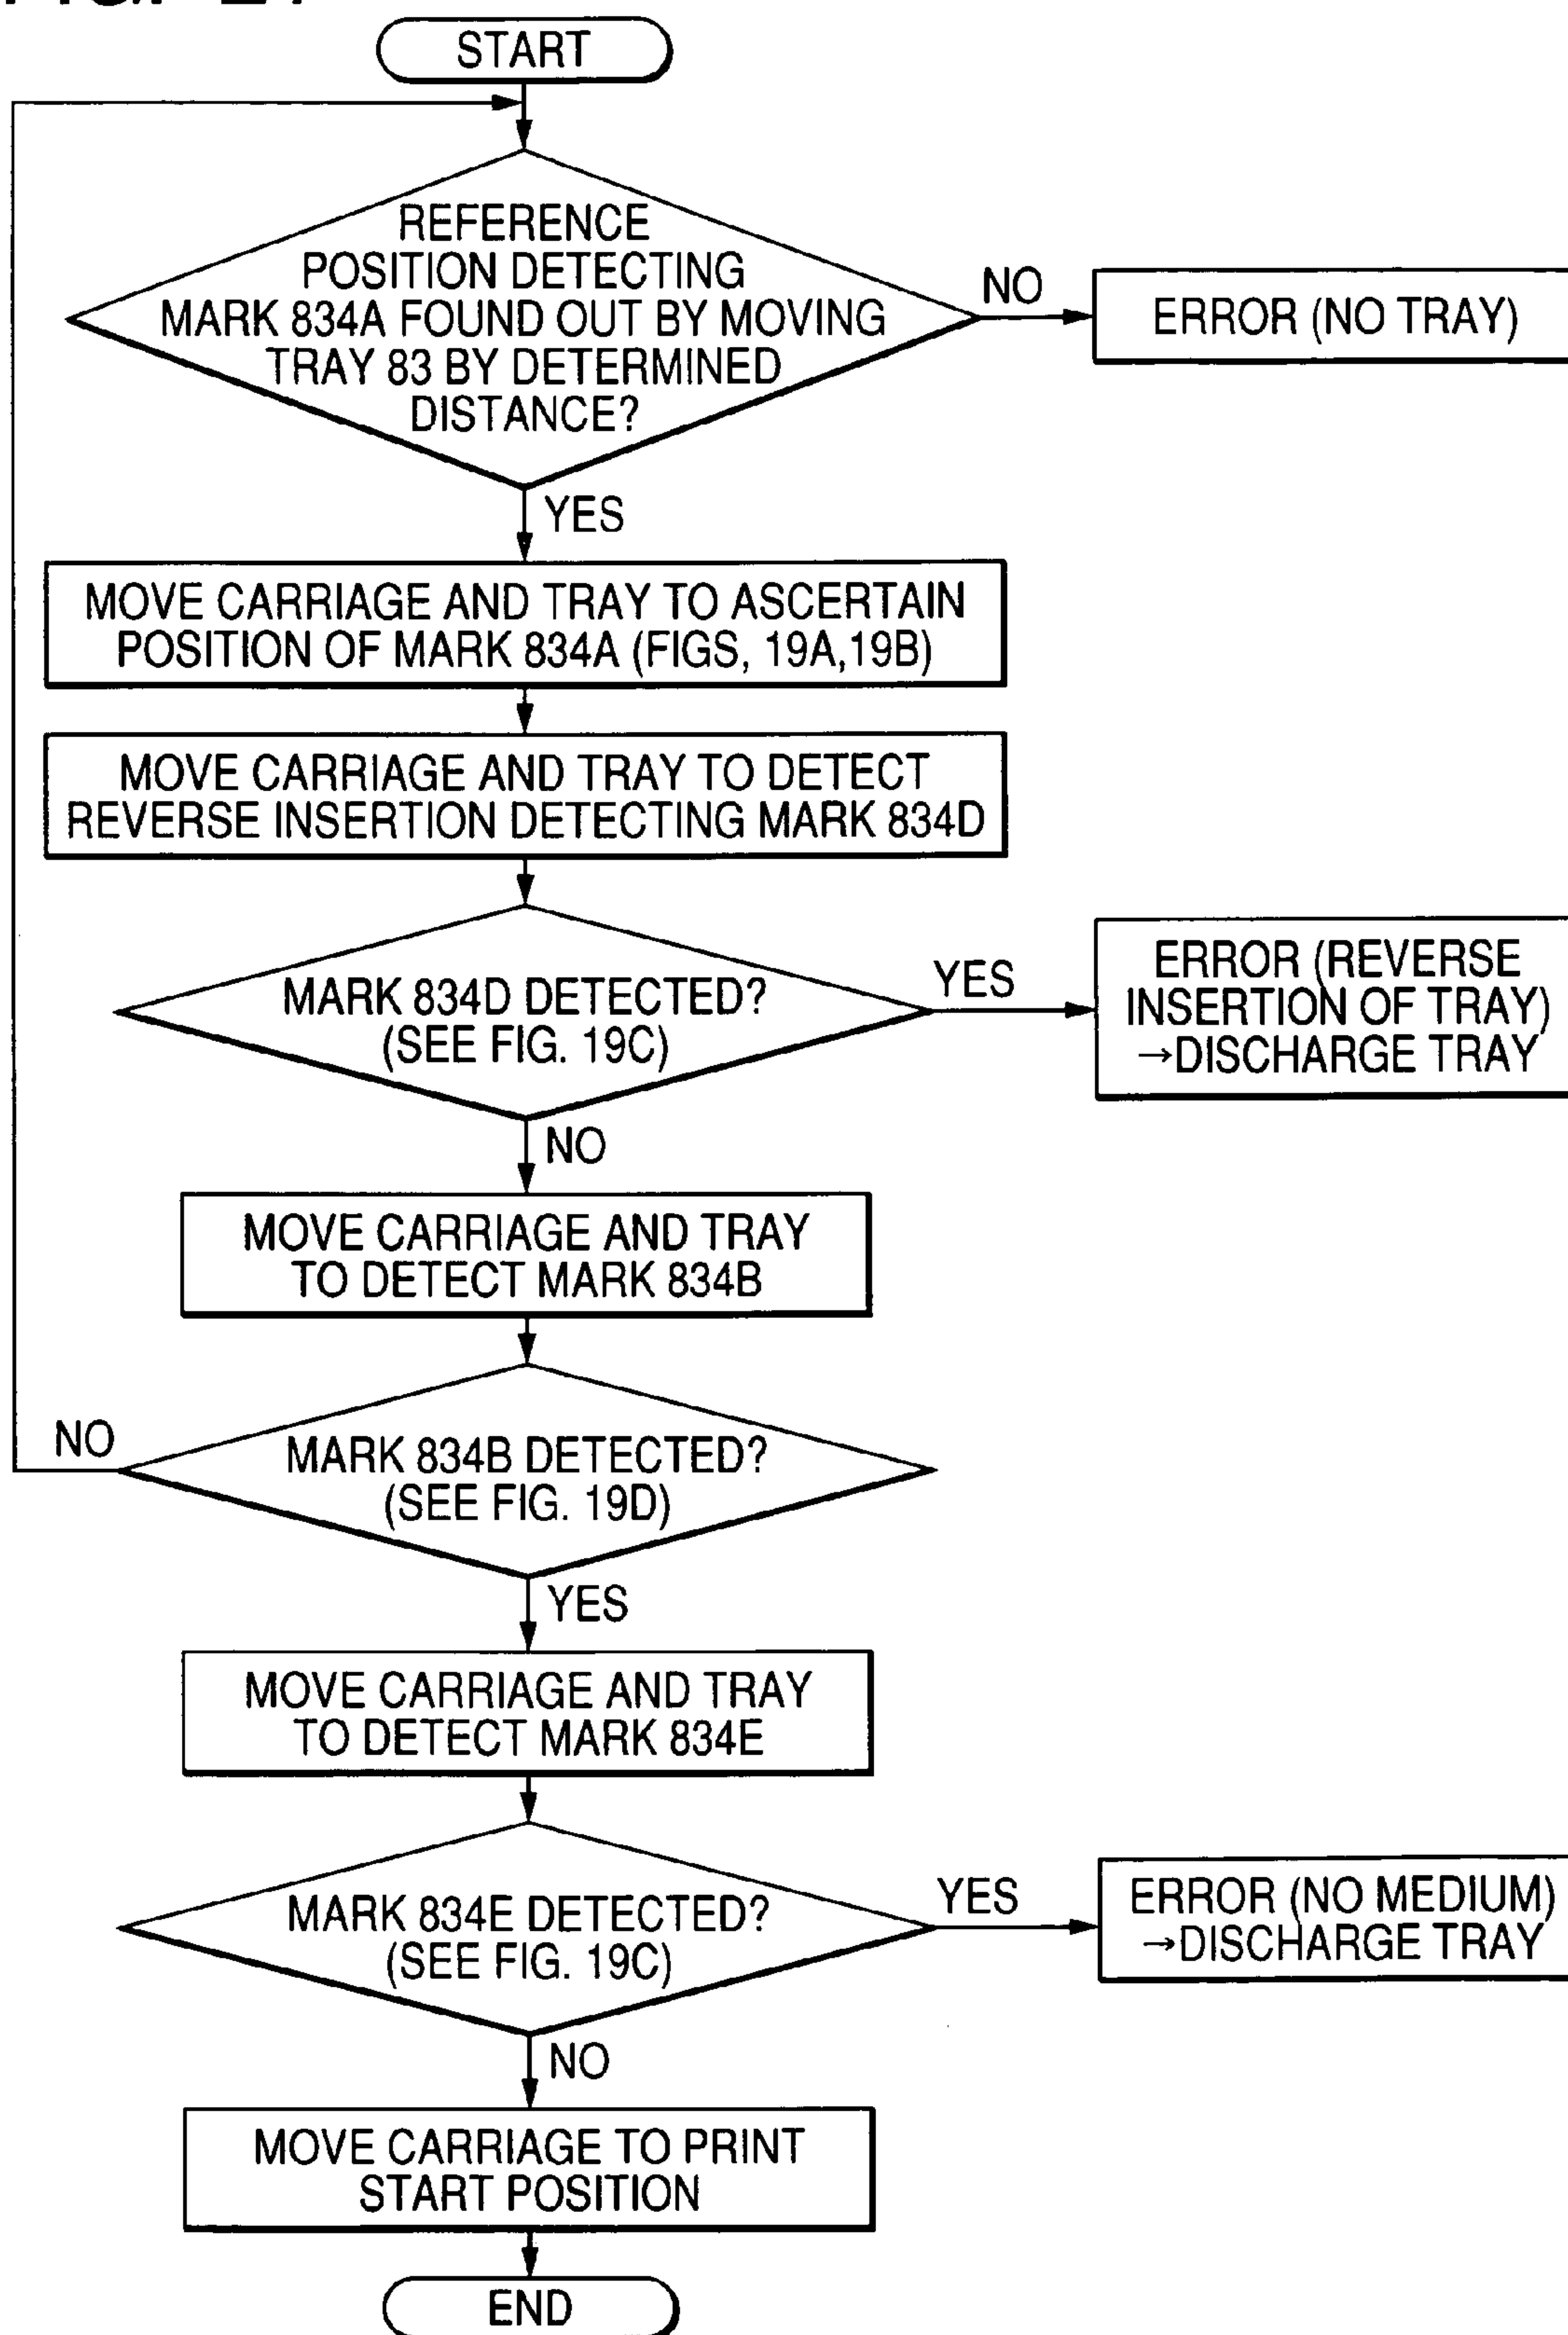 START
REFERENCE
POSITION DETECTING
MARK 834A FOUND OUT BY MOVING
TRAY 83 BY DETERMINED
DISTANCE?
NO
ERROR (NO TRAY)
YES
MOVE CARRIAGE AND TRAY TO ASCERTAIN
POSITION OF MARK 834A (FIGS, 19A,19B)
MOVE CARRIAGE AND TRAY TO DETECT
REVERSE INSERTION DETECTING MARK 834D
MARK 834D DETECTED?
(SEE FIG. 19C)
YES
ERROR (REVERSE
INSERTION OF TRAY)
→DISCHARGE TRAY
NO
MOVE CARRIAGE AND TRAY
TO DETECT MARK 834B
NO
MARK 834B DETECTED?
(SEE FIG. 19D)
YES
MOVE CARRIAGE AND TRAY
TO DETECT MARK 834E
MARK 834E DETECTED?
(SEE FIG. 19C)
YES
ERROR (NO MEDIUM)
→DISCHARGE TRAY
NO
MOVE CARRIAGE TO PRINT
START POSITION
END